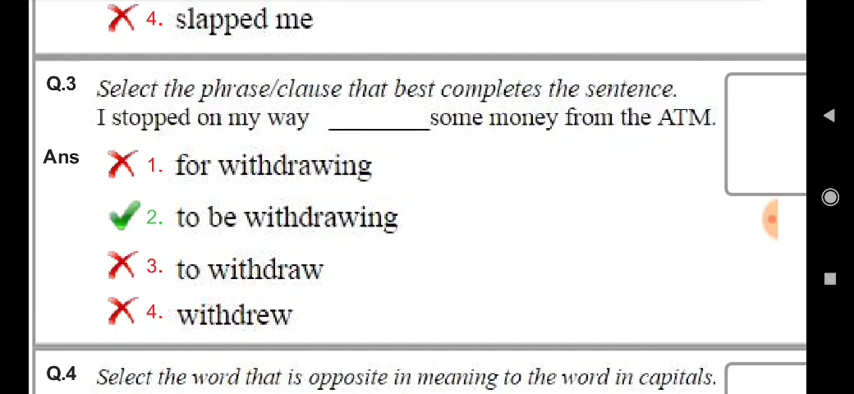 4. slapped me
Q.3 Select the phrase/clause that best completes the sentence.
I stopped on my way ________some money from the ATM.
Ans 1. for withdrawing
2. to be withdrawing
3. to withdraw
4. withdrew
Q.4 Select the word that is opposite in meaning to the word in capitals.